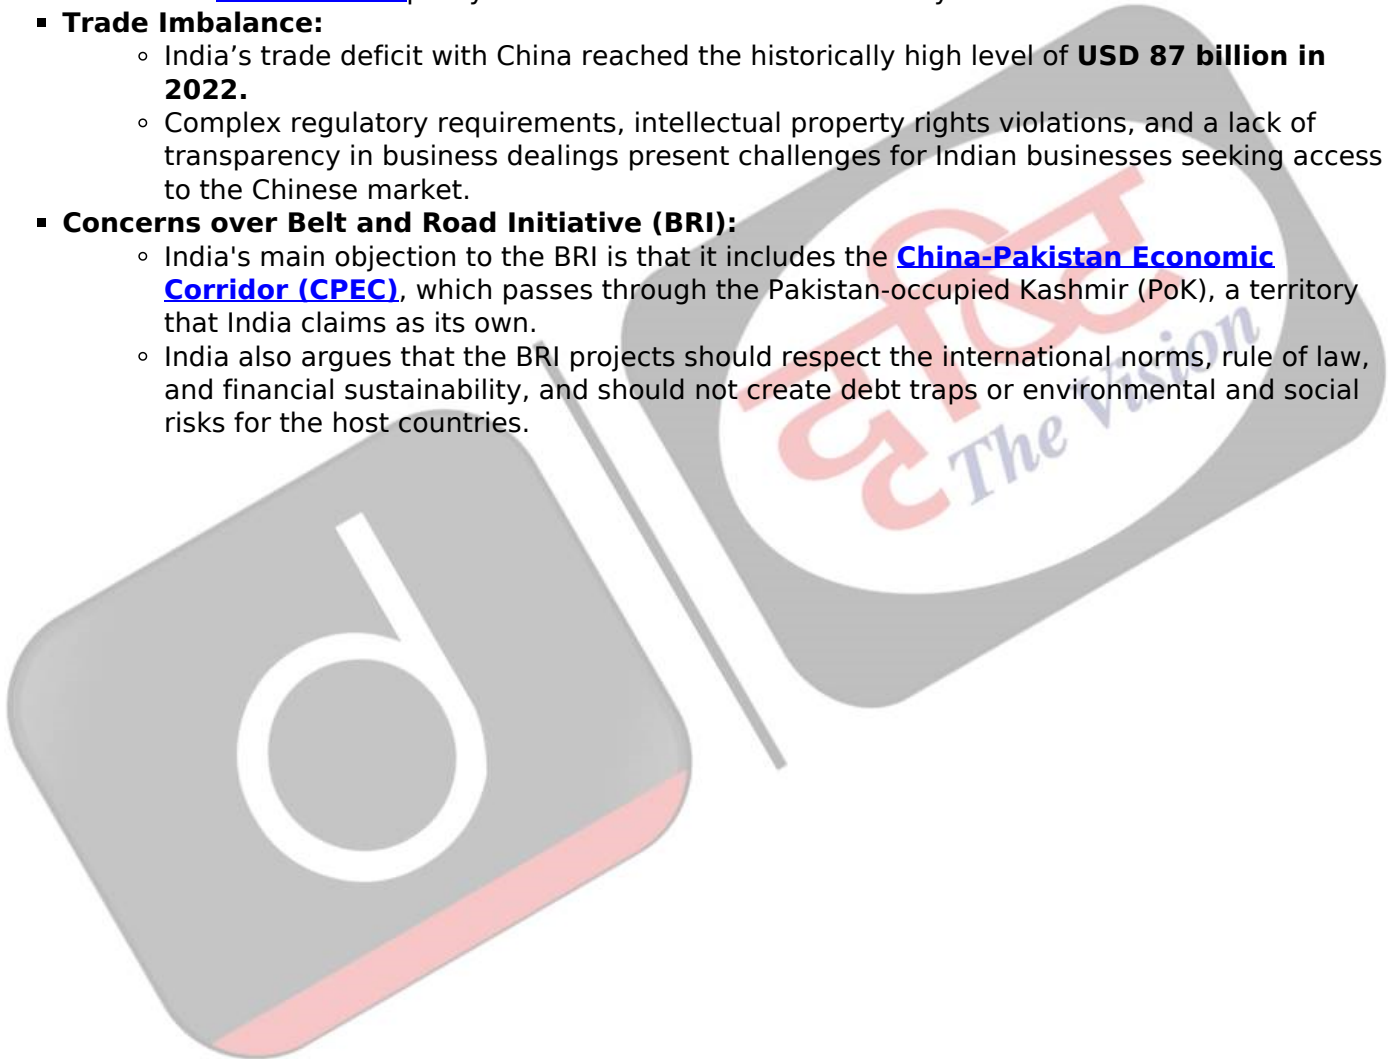 ▪ Trade Imbalance:
◦ India’s trade deficit with China reached the historically high level of USD 87 billion in
2022.
◦ Complex regulatory requirements, intellectual property rights violations, and a lack of
transparency in business dealings present challenges for Indian businesses seeking access
to the Chinese market.
▪ Concerns over Belt and Road Initiative (BRI):
◦ India's main objection to the BRI is that it includes the China-Pakistan Economic
Corridor (CPEC), which passes through the Pakistan-occupied Kashmir (PoK), a territory
that India claims as its own.
◦ India also argues that the BRI projects should respect the international norms, rule of law,
and financial sustainability, and should not create debt traps or environmental and social
risks for the host countries.
दृष्टि
The Vision
d